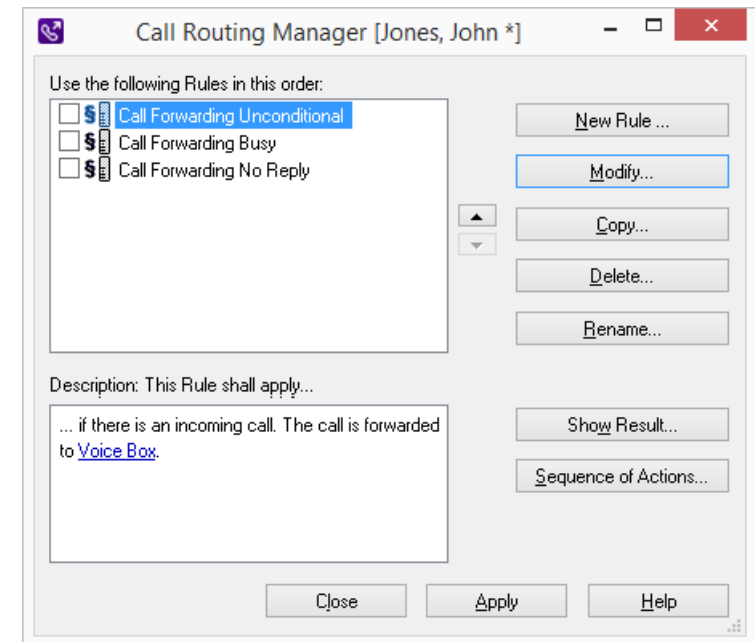 Call Routing Manager [Jones, John *]
Use the following Rules in this order:
§ Call Forwarding Unconditional
§ Call Forwarding Busy
§ Call Forwarding No Reply
New Rule ...
Modify...
Copy...
Delete...
Rename...
Description: This Rule shall apply...
... if there is an incoming call. The call is forwarded
to Voice Box.
Show Result...
Sequence of Actions...
Close
Apply
Help